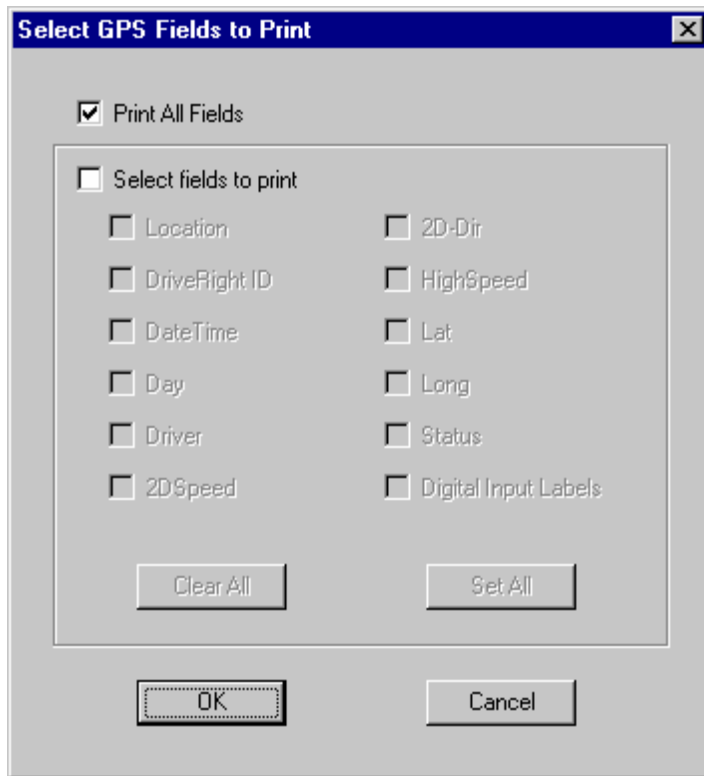 Select GPS Fields to Print
Print All Fields
Select fields to print
Location
2D-Dir
DriveRight ID
HighSpeed
DateTime
Lat
Day
Long
Driver
Status
2DSpeed
Digital Input Labels
Clear All
Set All
OK
Cancel